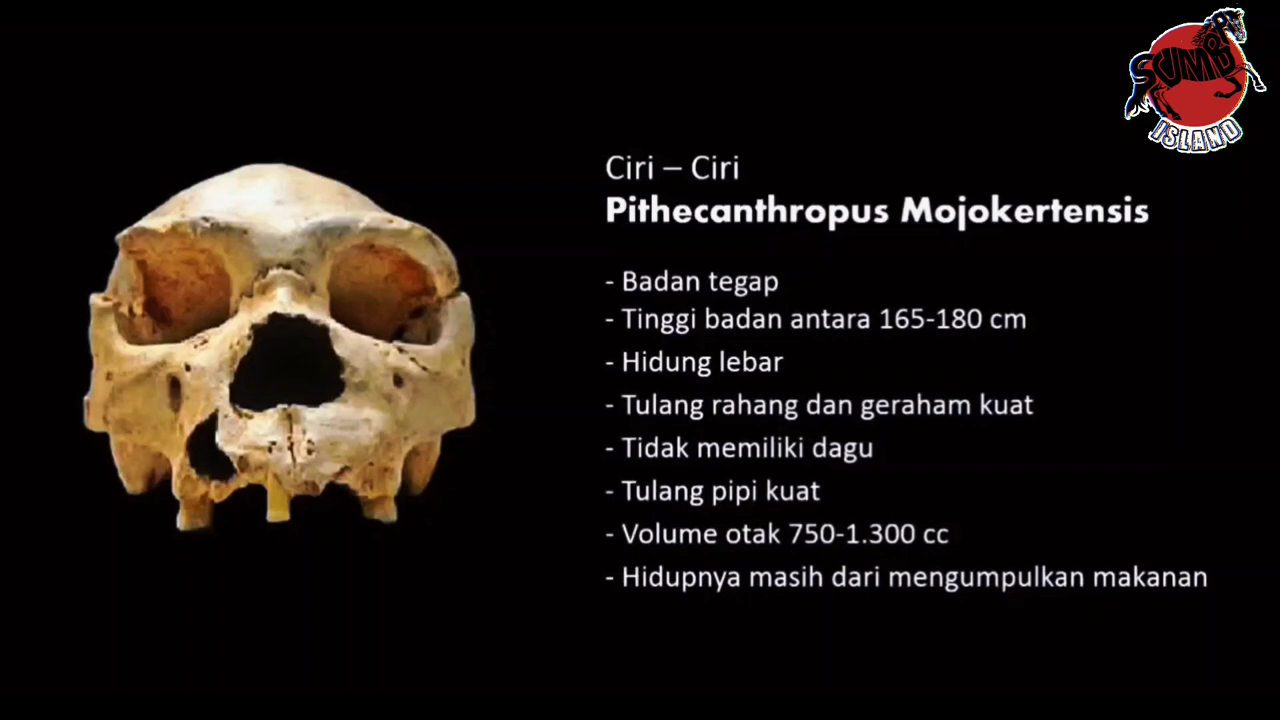 SUMBA
ISLAND
Ciri – Ciri
Pithecanthropus Mojokertensis
- Badan tegap
- Tinggi badan antara 165-180 cm
- Hidung lebar
- Tulang rahang dan geraham kuat
- Tidak memiliki dagu
- Tulang pipi kuat
- Volume otak 750-1.300 cc
- Hidupnya masih dari mengumpulkan makanan